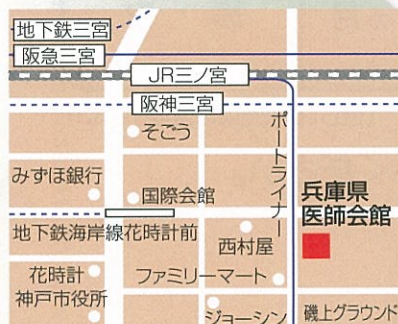 地下鉄三宮
阪急三宮
JR三ノ宮
阪神三宮
そごう
ポートライナー
みずほ銀行
国際会館
兵庫県
医師会館
地下鉄海岸線花時計前
西村屋
花時計
ファミリーマート
神戸市役所
ジョーシン
磯上グラウンド